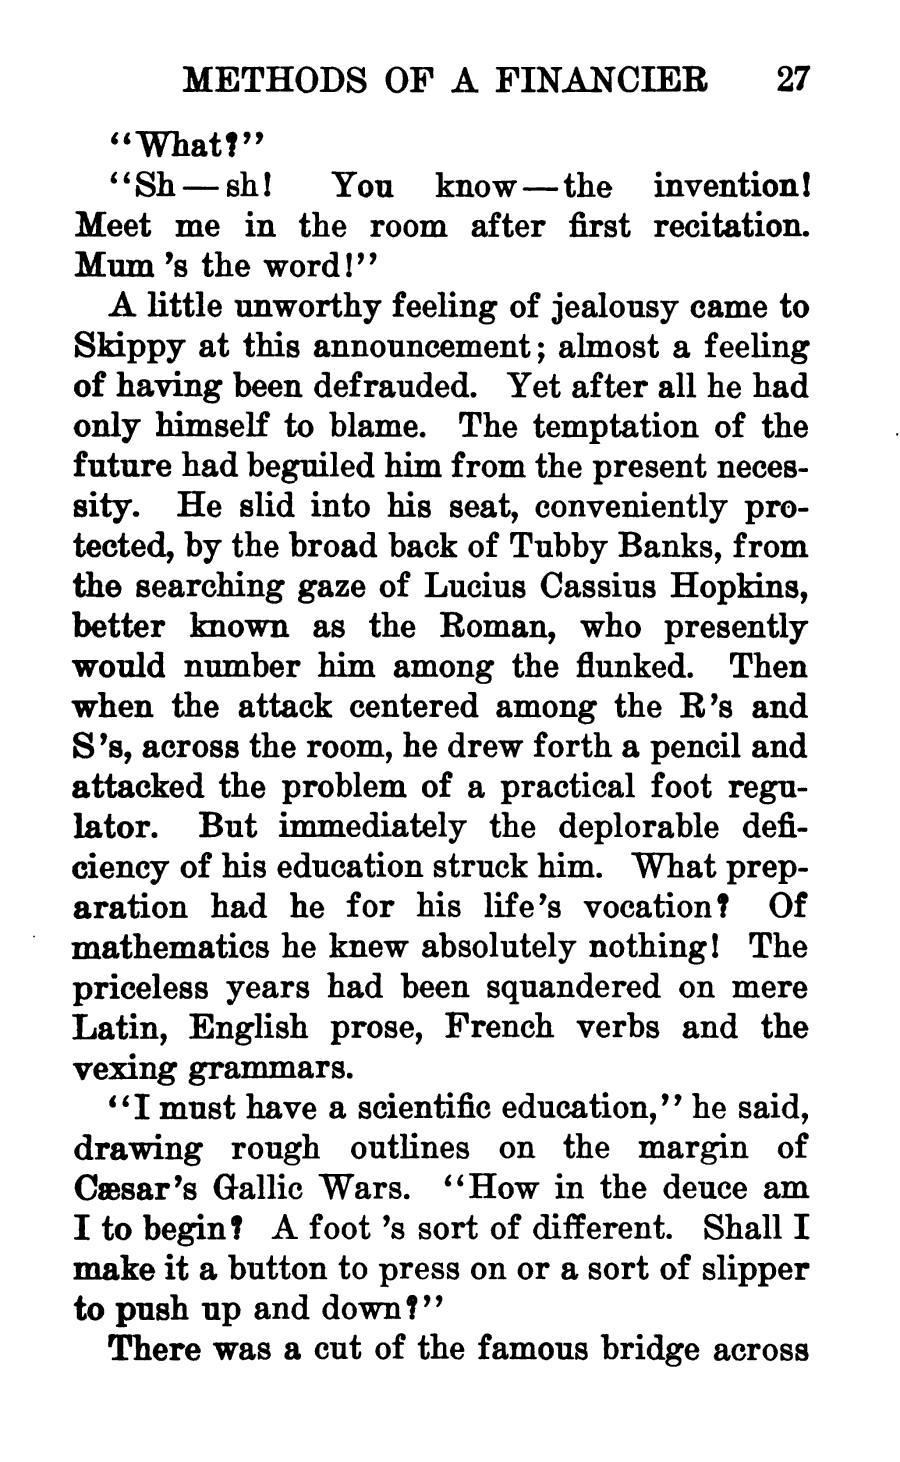 METHODS OF A FINANCIER 27
"What?"
"Sh—sh! You know—the invention!
Meet me in the room after first recitation.
Mum 's the word!"
A little unworthy feeling of jealousy came to
Skippy at this announcement; almost a feeling
of having been defrauded. Yet after all he had
only himself to blame. The temptation of the
future had beguiled him from the present neces-
sity. He slid into his seat, conveniently pro-
tected, by the broad back of Tubby Banks, from
the searching gaze of Lucius Cassius Hopkins,
better known as the Roman, who presently
would number him among the flunked. Then
when the attack centered among the R's and
S's, across the room, he drew forth a pencil and
attacked the problem of a practical foot regu-
lator. But immediately the deplorable defi-
ciency of his education struck him. What prep-
aration had he for his life's vocation? Of
mathematics he knew absolutely nothing! The
priceless years had been squandered on mere
Latin, English prose, French verbs and the
vexing grammars.
"I must have a scientific education," he said,
drawing rough outlines on the margin of
Cæsar's Gallic Wars. "How in the deuce am
I to begin? A foot 's sort of different. Shall I
make it a button to press on or a sort of slipper
to push up and down?"
There was a cut of the famous bridge across